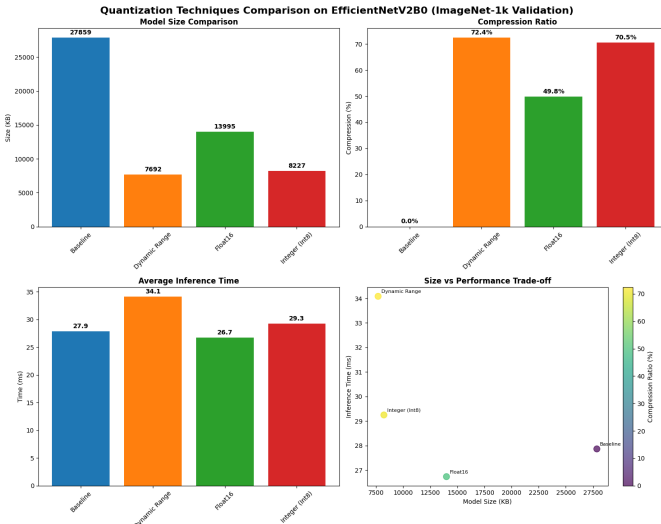 Quantization Techniques Comparison on EfficientNetV2B0 (ImageNet-1k Validation)
Model Size Comparison
27859
7692
13995
8227
25000
20000
15000
10000
5000
0
Size (KB)
Baseline
Dynamic Range
Float16
Integer (Int8)
Compression Ratio
0.0%
72.4%
49.8%
70.5%
70
60
50
40
30
20
10
0
Compression (%)
Baseline
Dynamic Range
Float16
Integer (Int8)
Average Inference Time
27.9
34.1
26.7
29.3
35
30
25
20
15
10
5
0
Time (ms)
Baseline
Dynamic Range
Float16
Integer (Int8)
Size vs Performance Trade-off
Dynamic Range
Integer (Int8)
Baseline
Float16
34
33
32
31
30
29
28
27
Inference Time (ms)
7500 10000 12500 15000 17500 20000 22500 25000 27500
Model Size (KB)
70
60
50
40
30
20
10
0
Compression Ratio (%)